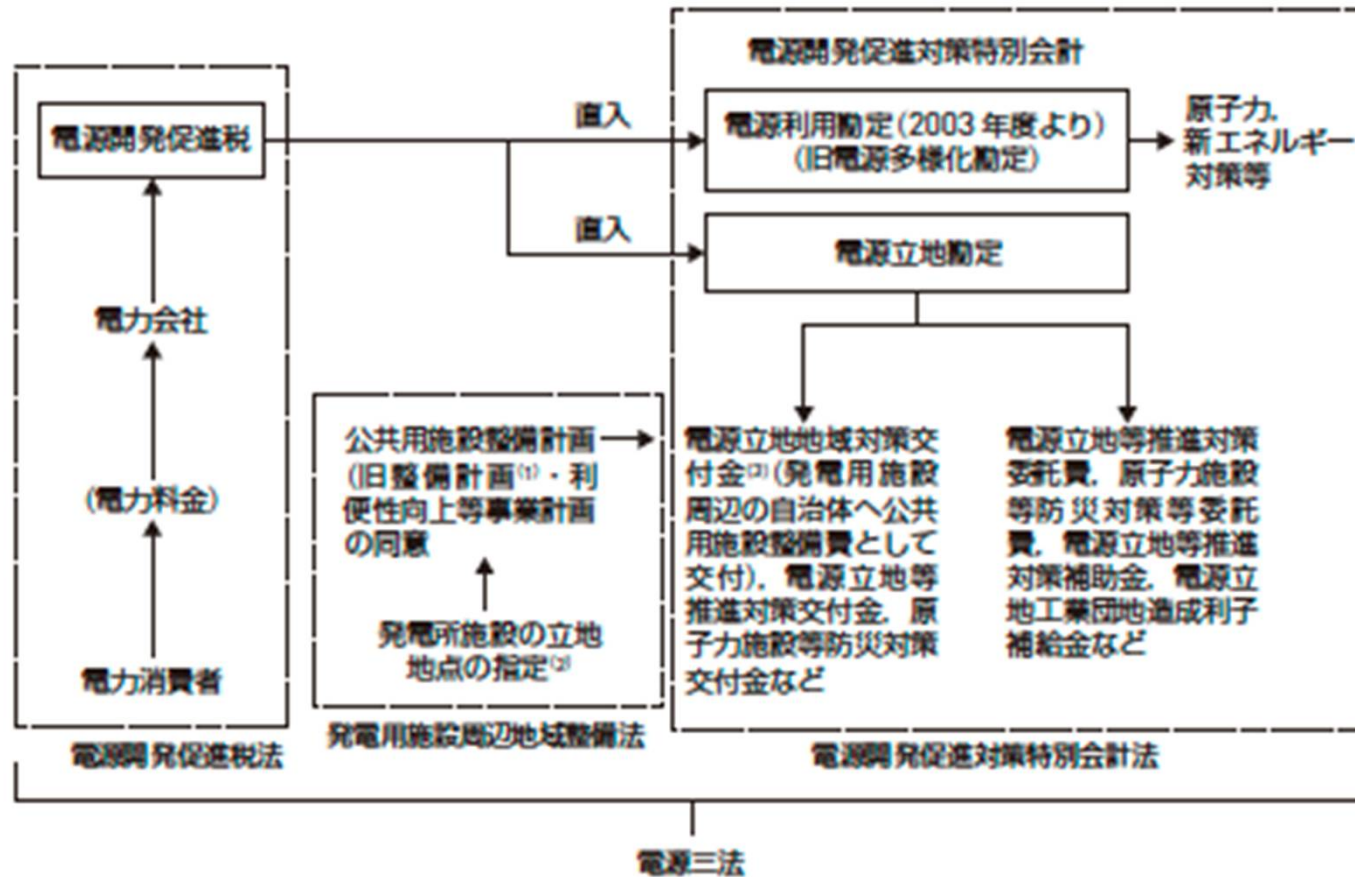 電源開発促進税
電力会社
(電力料金)
電力消費者
電源開発促進税法
公共用施設整備計画
(旧整備計画⁽¹⁾・利
便性向上等事業計画
の同意
発電所施設の立地
地点の指定⁽²⁾
発電用施設周辺地域整備法
電源開発促進対策特別会計
直入
電源利用勘定(2003 年度より)
(旧電源多様化勘定)
原子力,
新エネルギー
対策等
直入
電源立地勘定
電源立地地域対策交
付金⁽³⁾(発電用施設
周辺の自治体へ公共
用施設整備費として
交付), 電源立地等
推進対策交付金, 原
子力施設等防災対策
交付金など
電源立地等推進対策
委託費, 原子力施設
等防災対策等委託
費, 電源立地等推進
対策補助金, 電源立
地工業団地造成利子
補給金など
電源開発促進対策特別会計法
電源三法